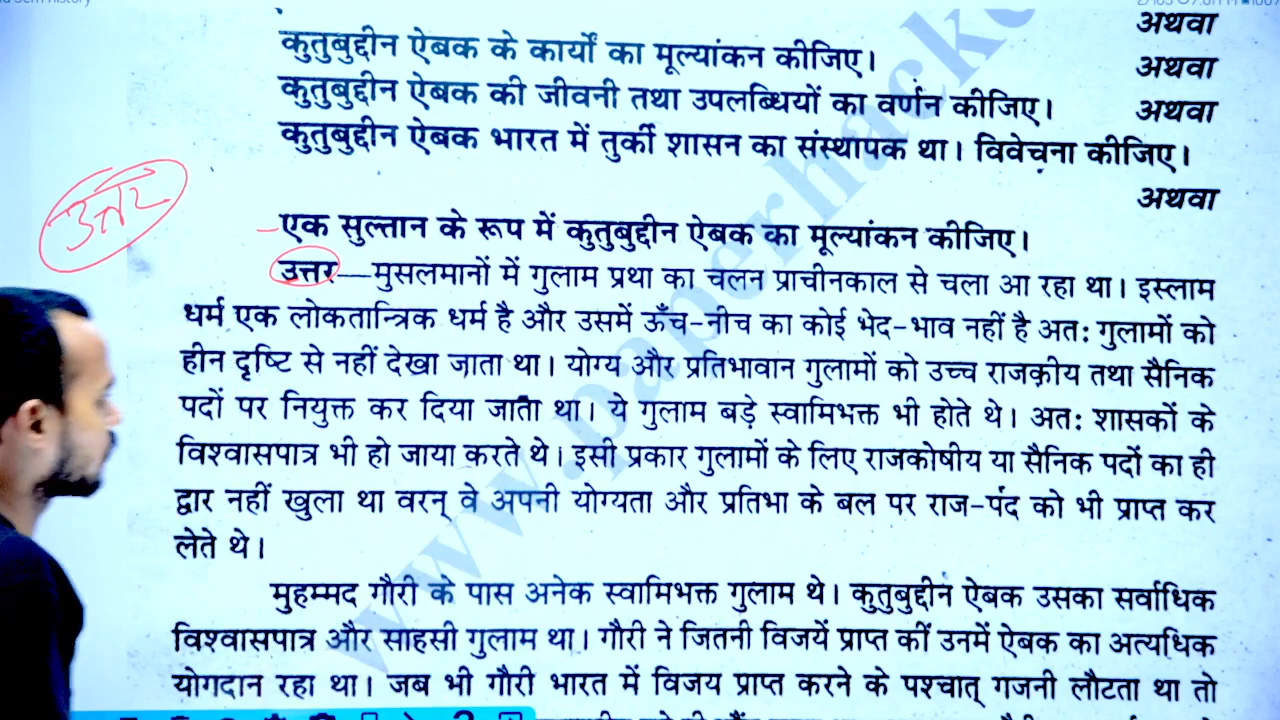 अथवा
कुतुबुद्दीन ऐबक के कार्यों का मूल्यांकन कीजिए।
अथवा
कुतुबुद्दीन ऐबक की जीवनी तथा उपलब्धियों का वर्णन कीजिए।
अथवा
कुतुबुद्दीन ऐबक भारत में तुर्की शासन का संस्थापक था। विवेचना कीजिए।
अथवा
उत्तर
एक सुल्तान के रूप में कुतुबुद्दीन ऐबक का मूल्यांकन कीजिए।
उत्तर—मुसलमानों में गुलाम प्रथा का चलन प्राचीनकाल से चला आ रहा था। इस्लाम
धर्म एक लोकतान्त्रिक धर्म है और उसमें ऊँच-नीच का कोई भेद-भाव नहीं है अतः गुलामों को
हीन दृष्टि से नहीं देखा जाता था। योग्य और प्रतिभावान गुलामों को उच्च राजकीय तथा सैनिक
पदों पर नियुक्त कर दिया जाता था। ये गुलाम बड़े स्वामिभक्त भी होते थे। अतः शासकों के
विश्वासपात्र भी हो जाया करते थे। इसी प्रकार गुलामों के लिए राजकोषीय या सैनिक पदों का ही
द्वार नहीं खुला था वरन् वे अपनी योग्यता और प्रतिभा के बल पर राज-पद को भी प्राप्त कर
लेते थे।
मुहम्मद गौरी के पास अनेक स्वामिभक्त गुलाम थे। कुतुबुद्दीन ऐबक उसका सर्वाधिक
विश्वासपात्र और साहसी गुलाम था। गौरी ने जितनी विजयें प्राप्त कीं उनमें ऐबक का अत्यधिक
योगदान रहा था। जब भी गौरी भारत में विजय प्राप्त करने के पश्चात् गजनी लौटता था तो
www.paperhack